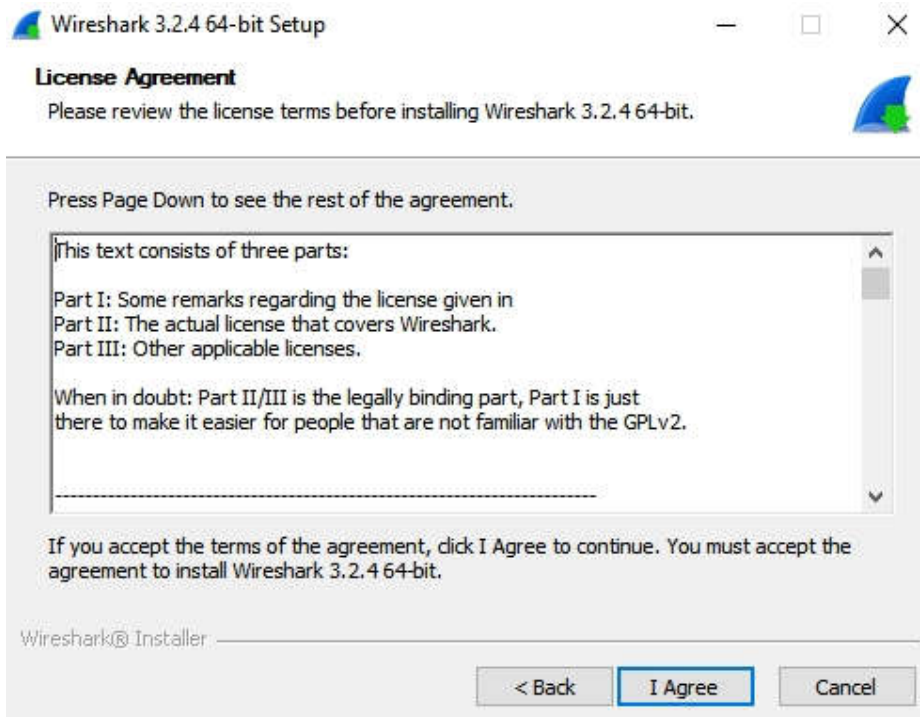 Wireshark 3.2.4 64-bit Setup
License Agreement
Please review the license terms before installing Wireshark 3.2.4 64-bit.
Press Page Down to see the rest of the agreement.
This text consists of three parts:
Part I: Some remarks regarding the license given in
Part II: The actual license that covers Wireshark.
Part III: Other applicable licenses.
When in doubt: Part II/III is the legally binding part, Part I is just
there to make it easier for people that are not familiar with the GPLv2.
------------------------------------------------------------------------
If you accept the terms of the agreement, click I Agree to continue. You must accept the
agreement to install Wireshark 3.2.4 64-bit.
Wireshark® Installer
< Back I Agree Cancel